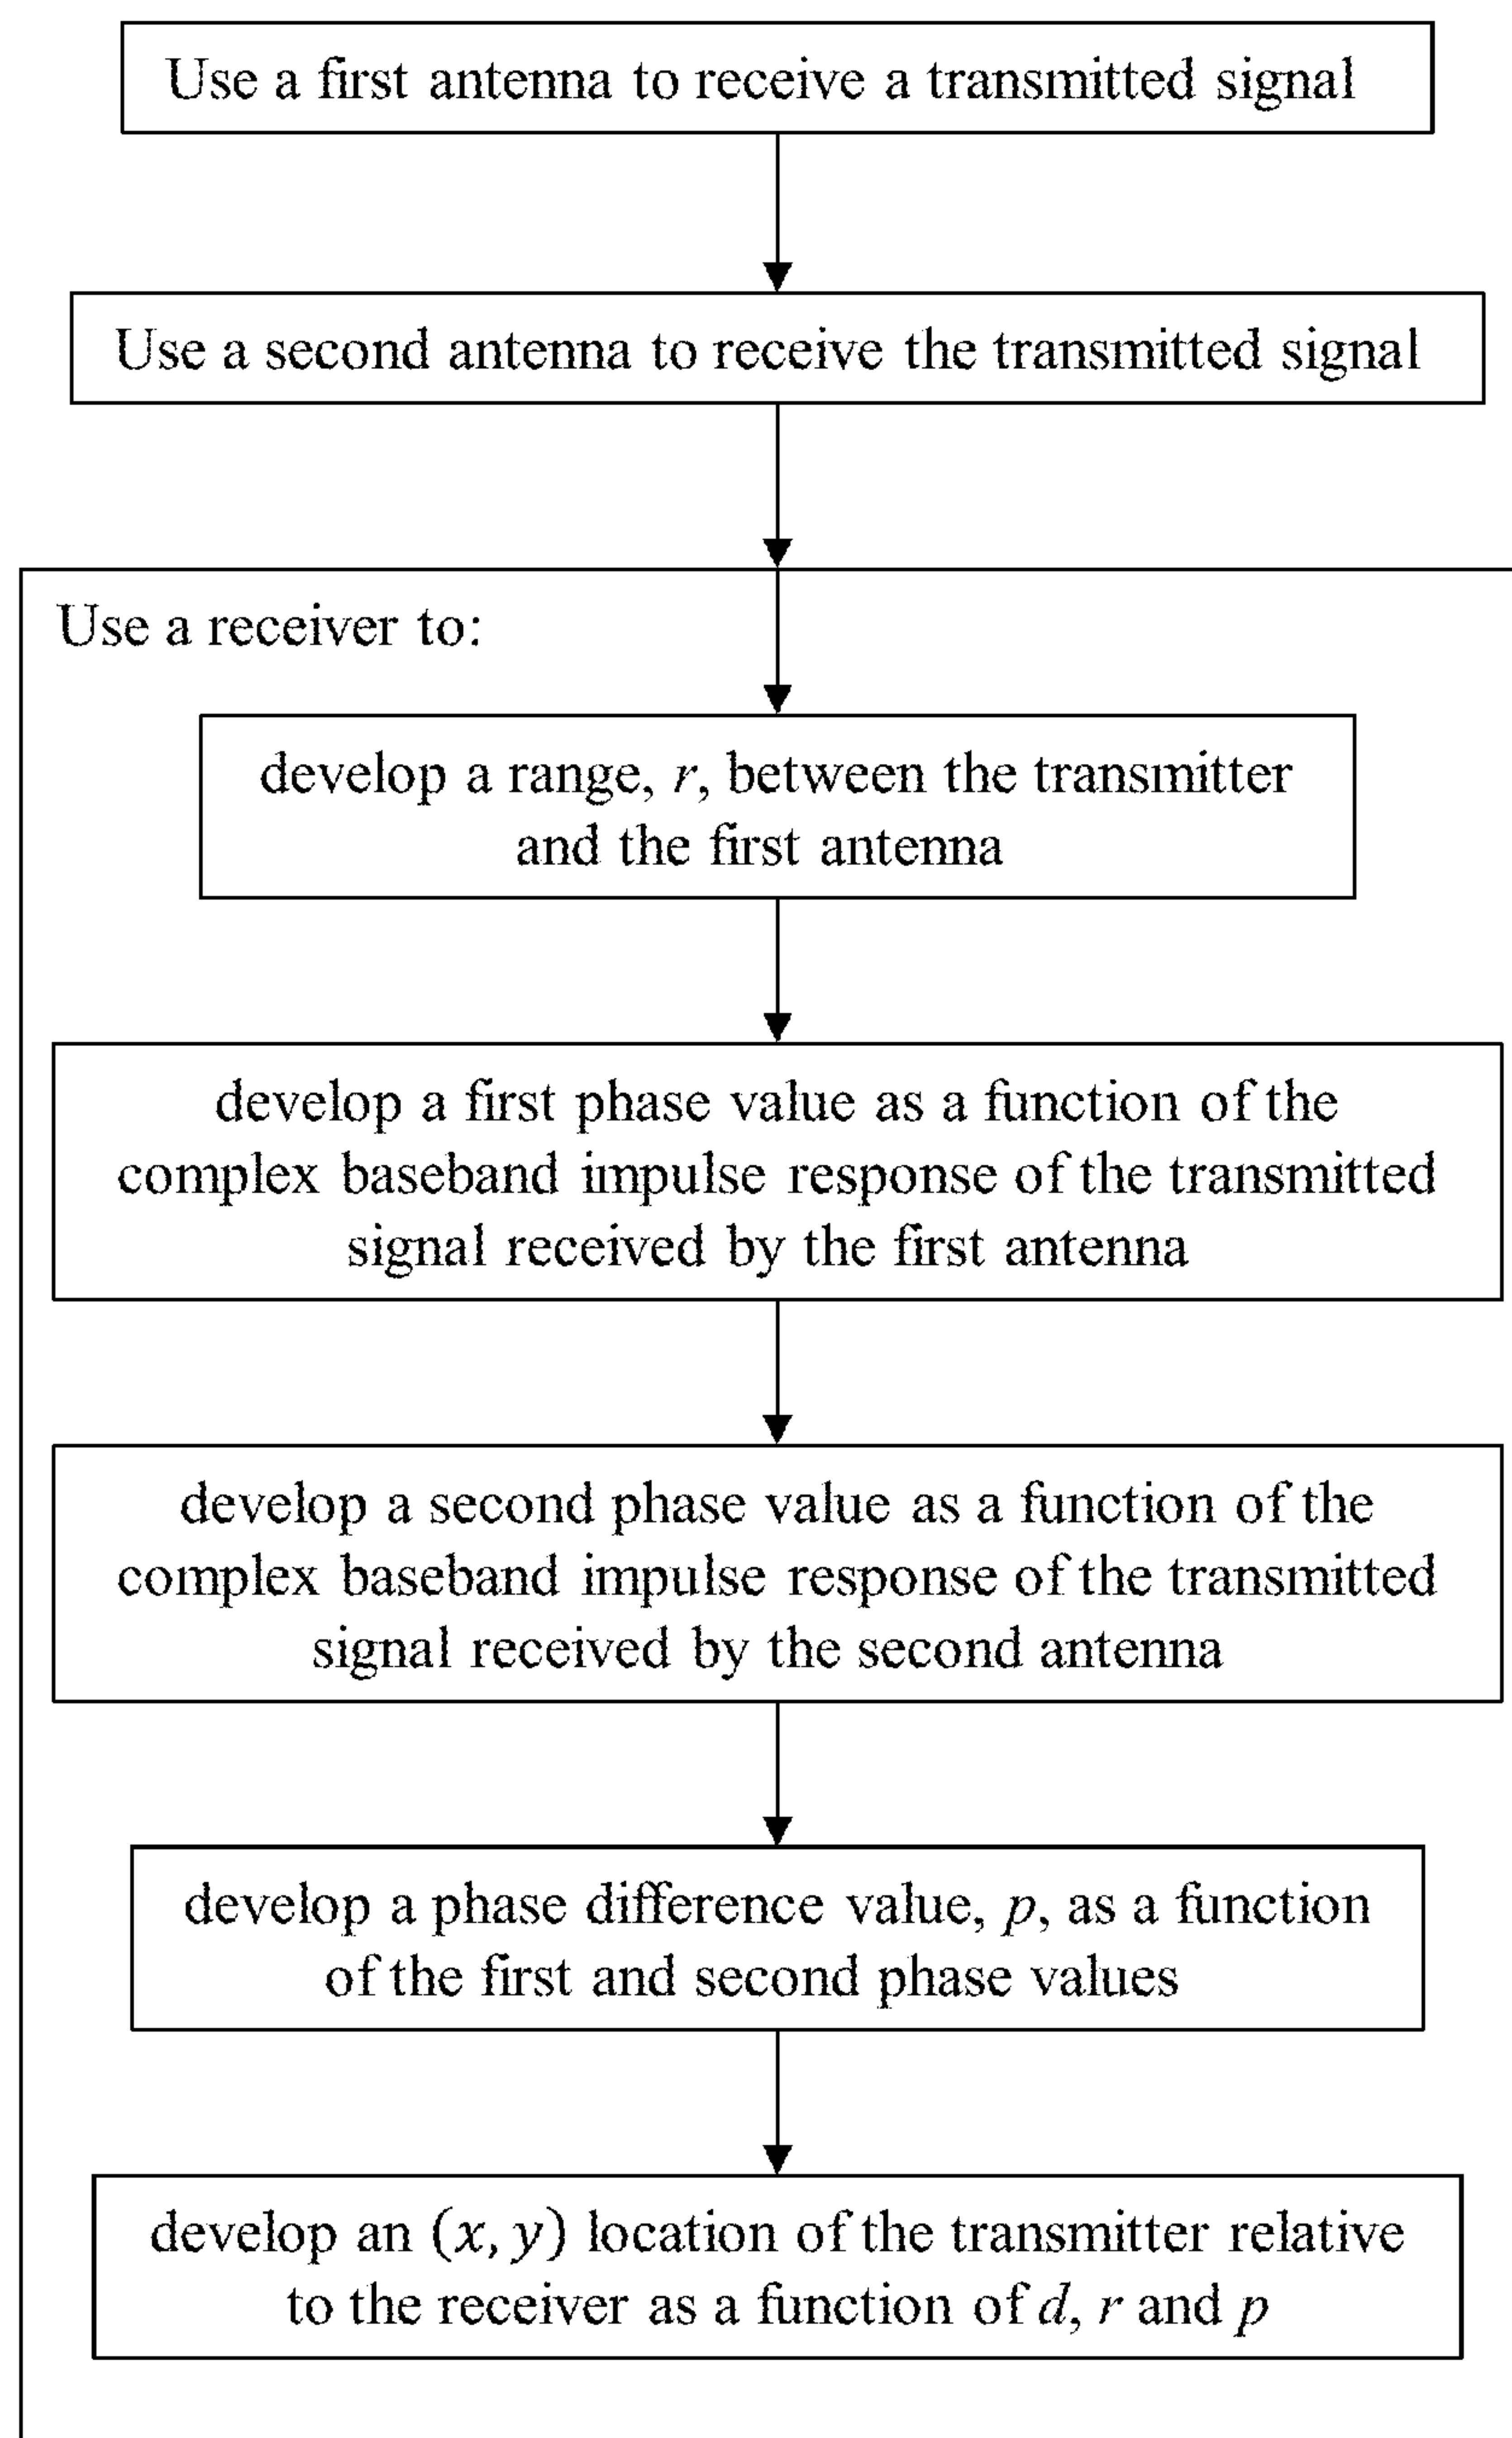 Use a first antenna to receive a transmitted signal
Use a second antenna to receive the transmitted signal
Use a receiver to:
develop a range, r, between the transmitter
and the first antenna
develop a first phase value as a function of the
complex baseband impulse response of the transmitted
signal received by the first antenna
develop a second phase value as a function of the
complex baseband impulse response of the transmitted
signal received by the second antenna
develop a phase difference value, p, as a function
of the first and second phase values
develop an (x, y) location of the transmitter relative
to the receiver as a function of d, r and p